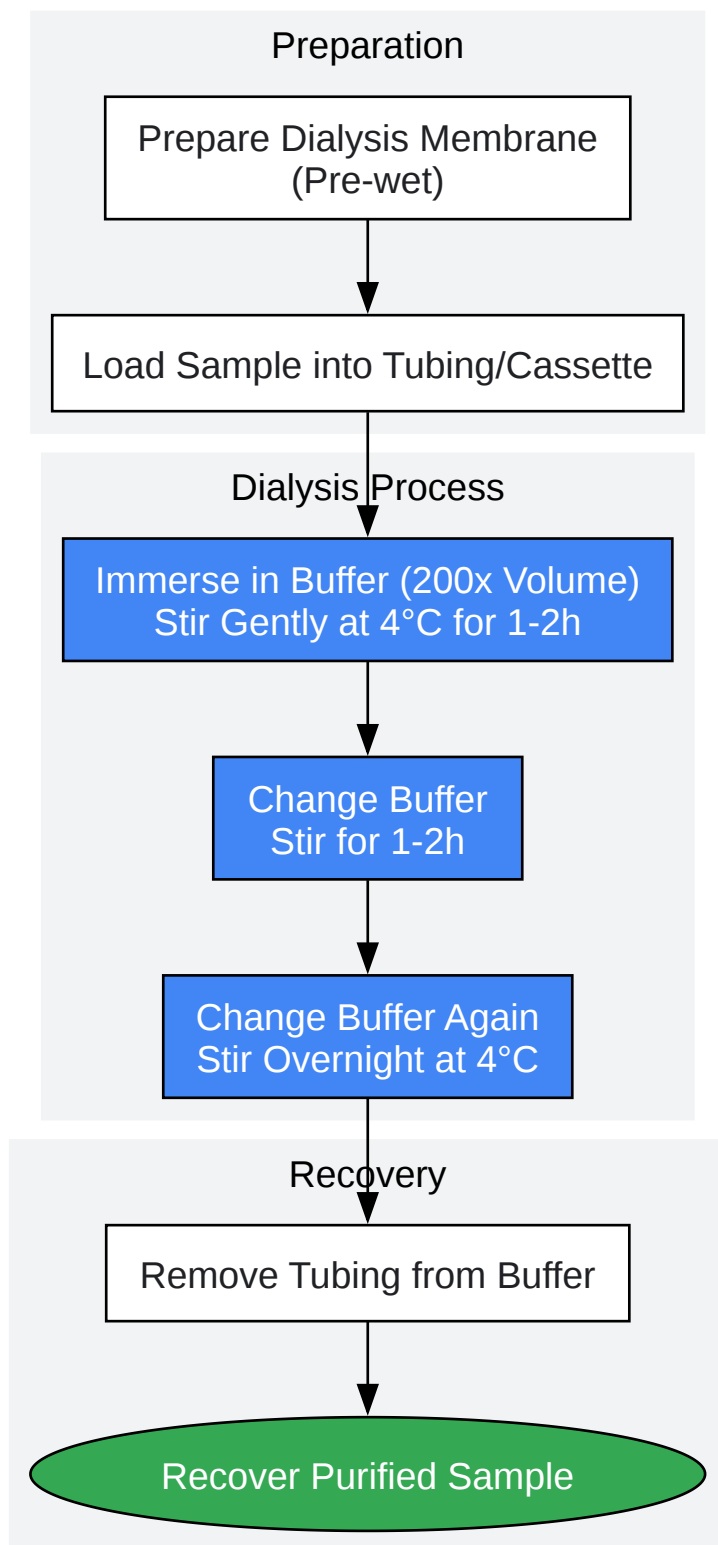 Preparation
Prepare Dialysis Membrane
(Pre-wet)
Load Sample into Tubing/Cassette
Dialysis Process
Immerse in Buffer (200x Volume)
Stir Gently at 4°C for 1-2h
Change Buffer
Stir for 1-2h
Change Buffer Again
Stir Overnight at 4°C
Recovery
Remove Tubing from Buffer
Recover Purified Sample